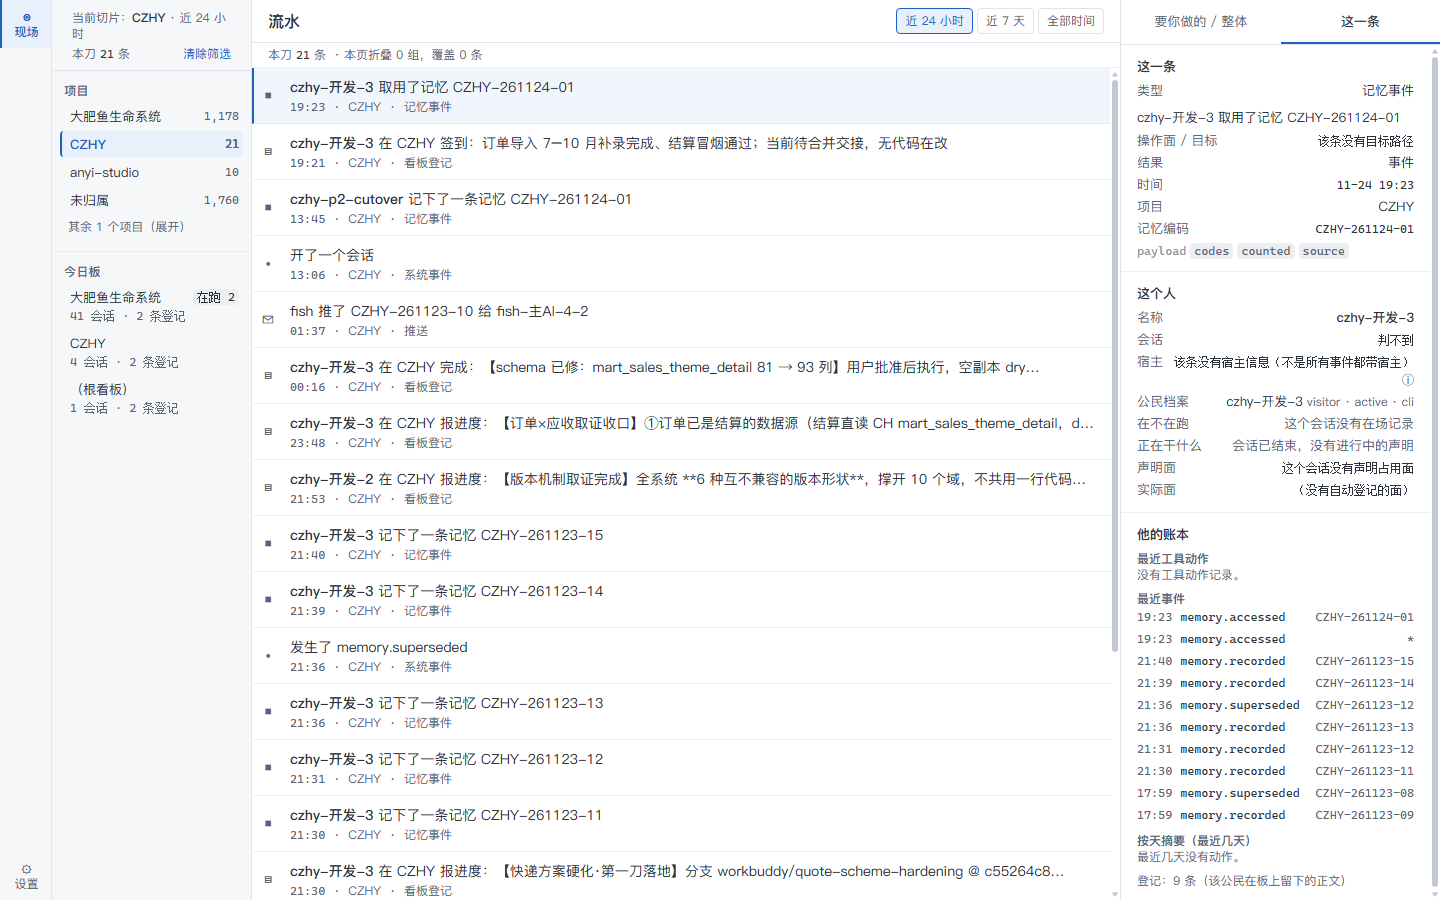 现场
设置
当前切片：CZHY · 近 24 小
时
本刀 21 条
清除筛选
项目
大肥鱼生命系统 1,178
CZHY 21
anyi-studio 10
未归属 1,760
其余 1 个项目（展开）
今日板
大肥鱼生命系统 在跑 2
41 会话 · 2 条登记
CZHY
4 会话 · 2 条登记
（根看板）
1 会话 · 2 条登记
流水
近 24 小时 近 7 天 全部时间
本刀 21 条 · 本页折叠 0 组，覆盖 0 条
czhy-开发-3 取用了记忆 CZHY-261124-01
19:23 · CZHY · 记忆事件
czhy-开发-3 在 CZHY 签到：订单导入 7—10 月补录完成、结算冒烟通过；当前待合并交接，无代码在改
19:21 · CZHY · 看板登记
czhy-p2-cutover 记下了一条记忆 CZHY-261124-01
13:45 · CZHY · 记忆事件
开了一个会话
13:06 · CZHY · 系统事件
fish 推了 CZHY-261123-10 给 fish-主AI-4-2
01:37 · CZHY · 推送
czhy-开发-3 在 CZHY 完成：【schema 已修：mart_sales_theme_detail 81 → 93 列】用户批准后执行，空副本 dry…
00:16 · CZHY · 看板登记
czhy-开发-3 在 CZHY 报进度：【订单×应收取证收口】①订单已是结算的数据源（结算直读 CH mart_sales_theme_detail，d…
23:48 · CZHY · 看板登记
czhy-开发-2 在 CZHY 报进度：【版本机制取证完成】全系统 **6 种互不兼容的版本形状**，撑开 10 个域，不共用一行代码…
21:53 · CZHY · 看板登记
czhy-开发-3 记下了一条记忆 CZHY-261123-15
21:40 · CZHY · 记忆事件
czhy-开发-3 记下了一条记忆 CZHY-261123-14
21:39 · CZHY · 记忆事件
发生了 memory.superseded
21:36 · CZHY · 系统事件
czhy-开发-3 记下了一条记忆 CZHY-261123-13
21:36 · CZHY · 记忆事件
czhy-开发-3 记下了一条记忆 CZHY-261123-12
21:31 · CZHY · 记忆事件
czhy-开发-3 记下了一条记忆 CZHY-261123-11
21:30 · CZHY · 记忆事件
czhy-开发-3 在 CZHY 报进度：【快递方案硬化·第一刀落地】分支 workbuddy/quote-scheme-hardening @ c55264c8…
21:30 · CZHY · 看板登记
要你做的 / 整体 这一条
这一条
类型 记忆事件
czhy-开发-3 取用了记忆 CZHY-261124-01
操作面 / 目标 该条没有目标路径
结果 事件
时间 11-24 19:23
项目 CZHY
记忆编码 CZHY-261124-01
payload codes counted source
这个人
名称 czhy-开发-3
会话 判不到
宿主 该条没有宿主信息（不是所有事件都带宿主）
ⓘ
公民档案 czhy-开发-3 visitor · active · cli
在不在跑 这个会话没有在场记录
正在干什么 会话已结束，没有进行中的声明
声明面 这个会话没有声明占用面
实际面 （没有自动登记的面）
他的账本
最近工具动作
没有工具动作记录。
最近事件
19:23 memory.accessed CZHY-261124-01
19:23 memory.accessed *
21:40 memory.recorded CZHY-261123-15
21:39 memory.recorded CZHY-261123-14
21:36 memory.superseded CZHY-261123-12
21:36 memory.recorded CZHY-261123-13
21:31 memory.recorded CZHY-261123-12
21:30 memory.recorded CZHY-261123-11
17:59 memory.superseded CZHY-261123-08
17:59 memory.recorded CZHY-261123-09
按天摘要（最近几天）
最近几天没有动作。
登记：9 条（该公民在板上留下的正文）